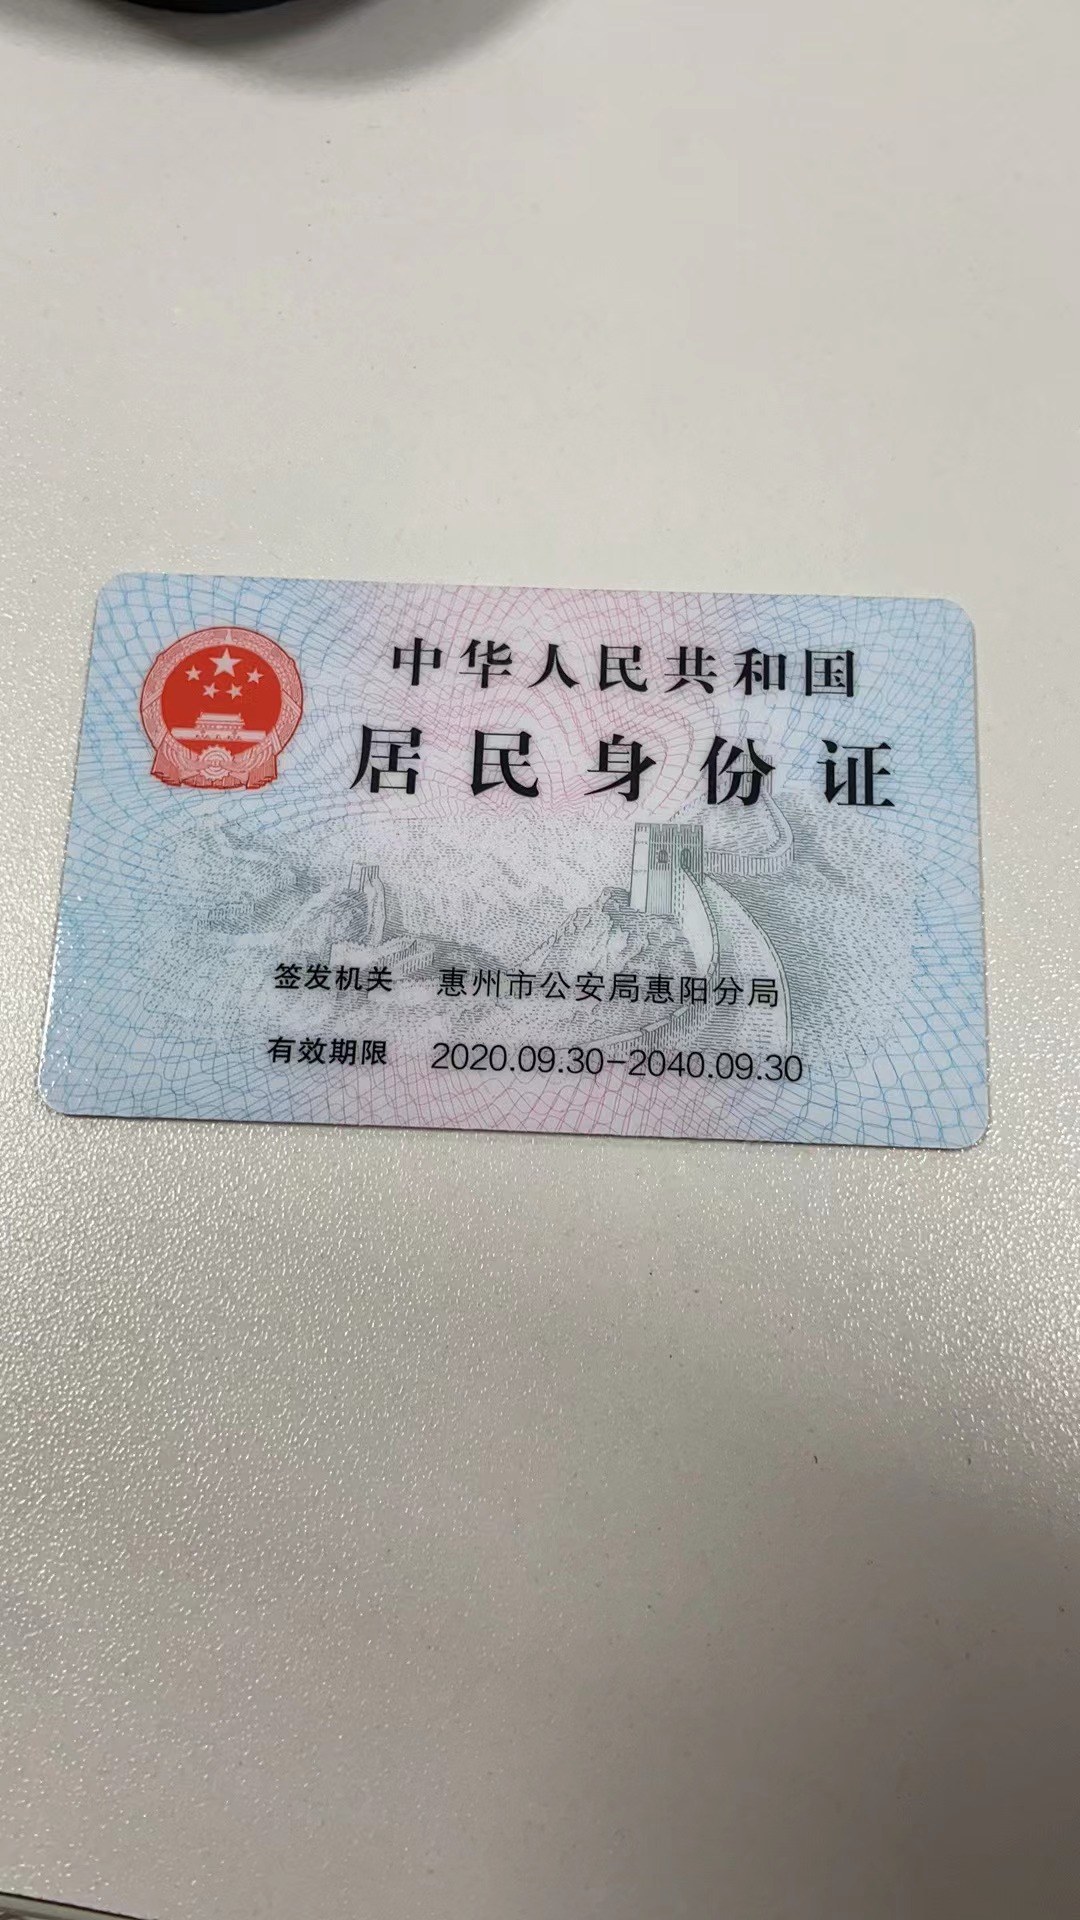 中华人民共和国
居民身份证
签发机关 惠州市公安局惠阳分局
有效期限 2020.09.30-2040.09.30